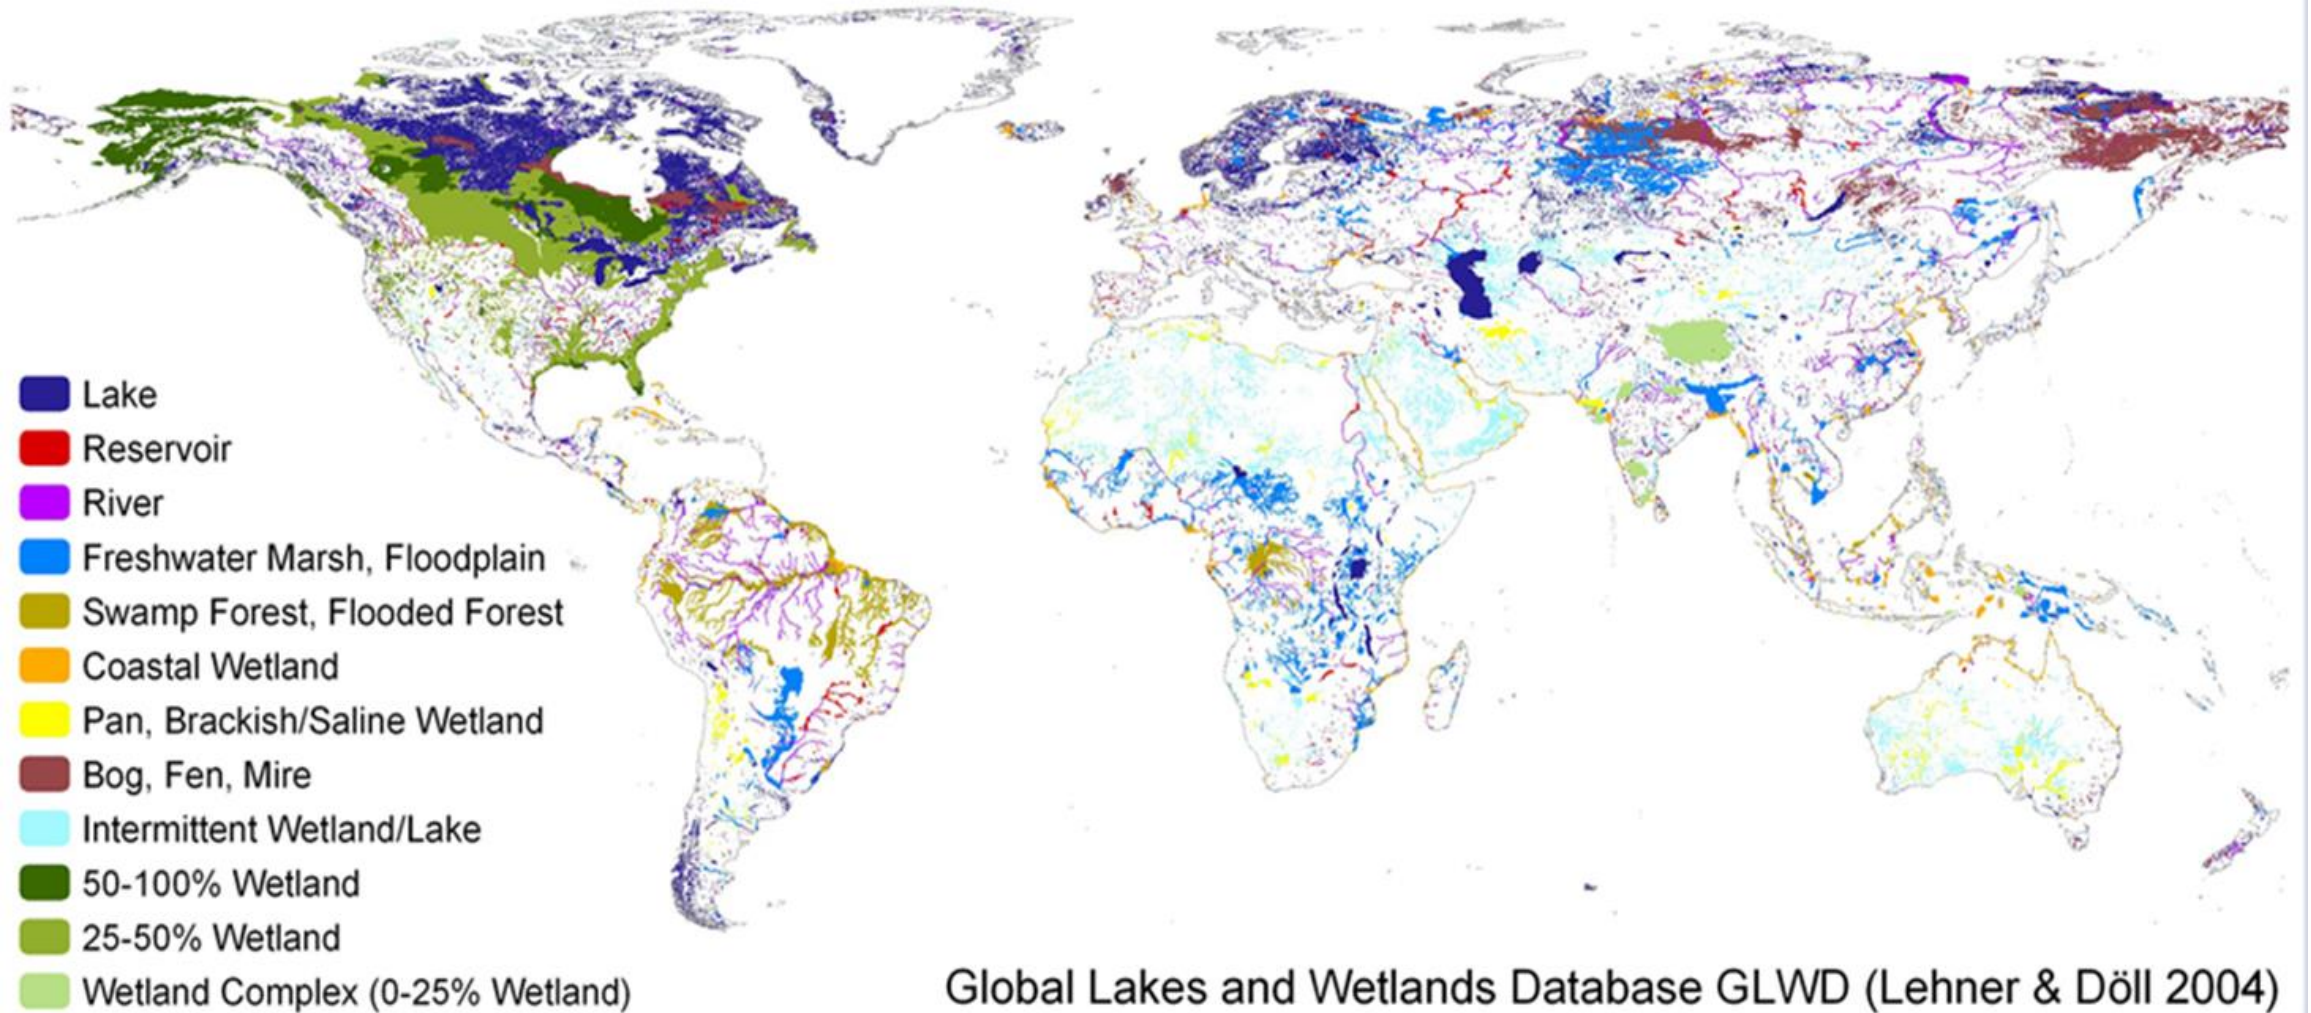 Lake
Reservoir
River
Freshwater Marsh, Floodplain
Swamp Forest, Flooded Forest
Coastal Wetland
Pan, Brackish/Saline Wetland
Bog, Fen, Mire
Intermittent Wetland/Lake
50-100% Wetland
25-50% Wetland
Wetland Complex (0-25% Wetland)
Global Lakes and Wetlands Database GLWD (Lehner & Döll 2004)